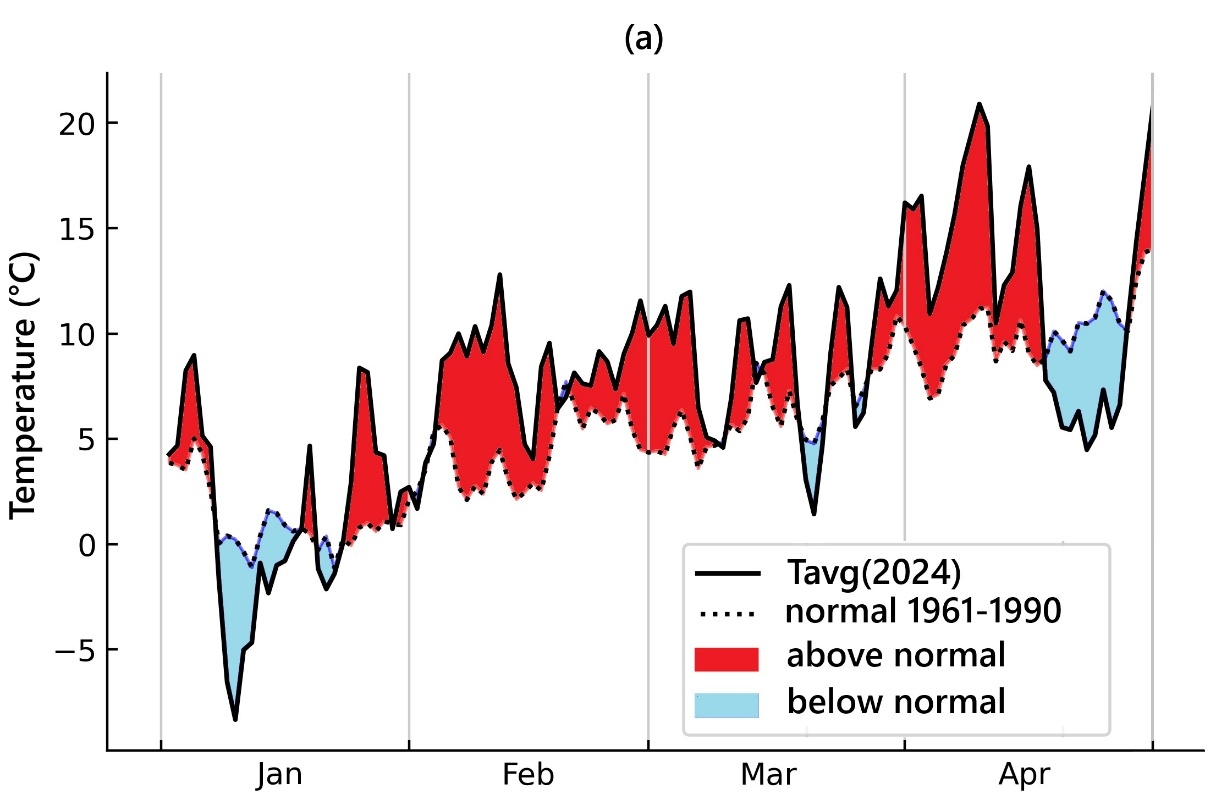 (a)
Temperature (°C)
20
15
10
5
0
−5
Jan Feb Mar Apr
Tavg(2024)
normal 1961-1990
above normal
below normal